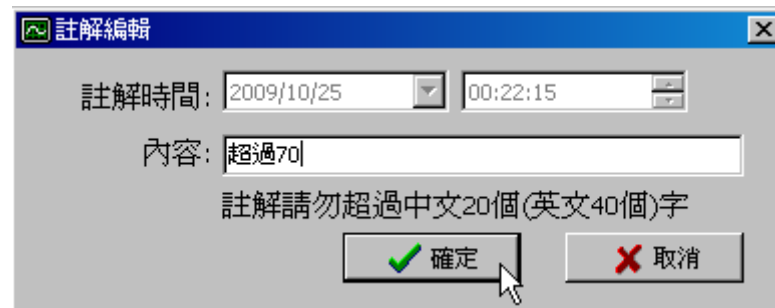 註解編輯
註解時間: 2009/10/25 00:22:15
內容: 超過70
註解請勿超過中文20個(英文40個)字
確定 取消